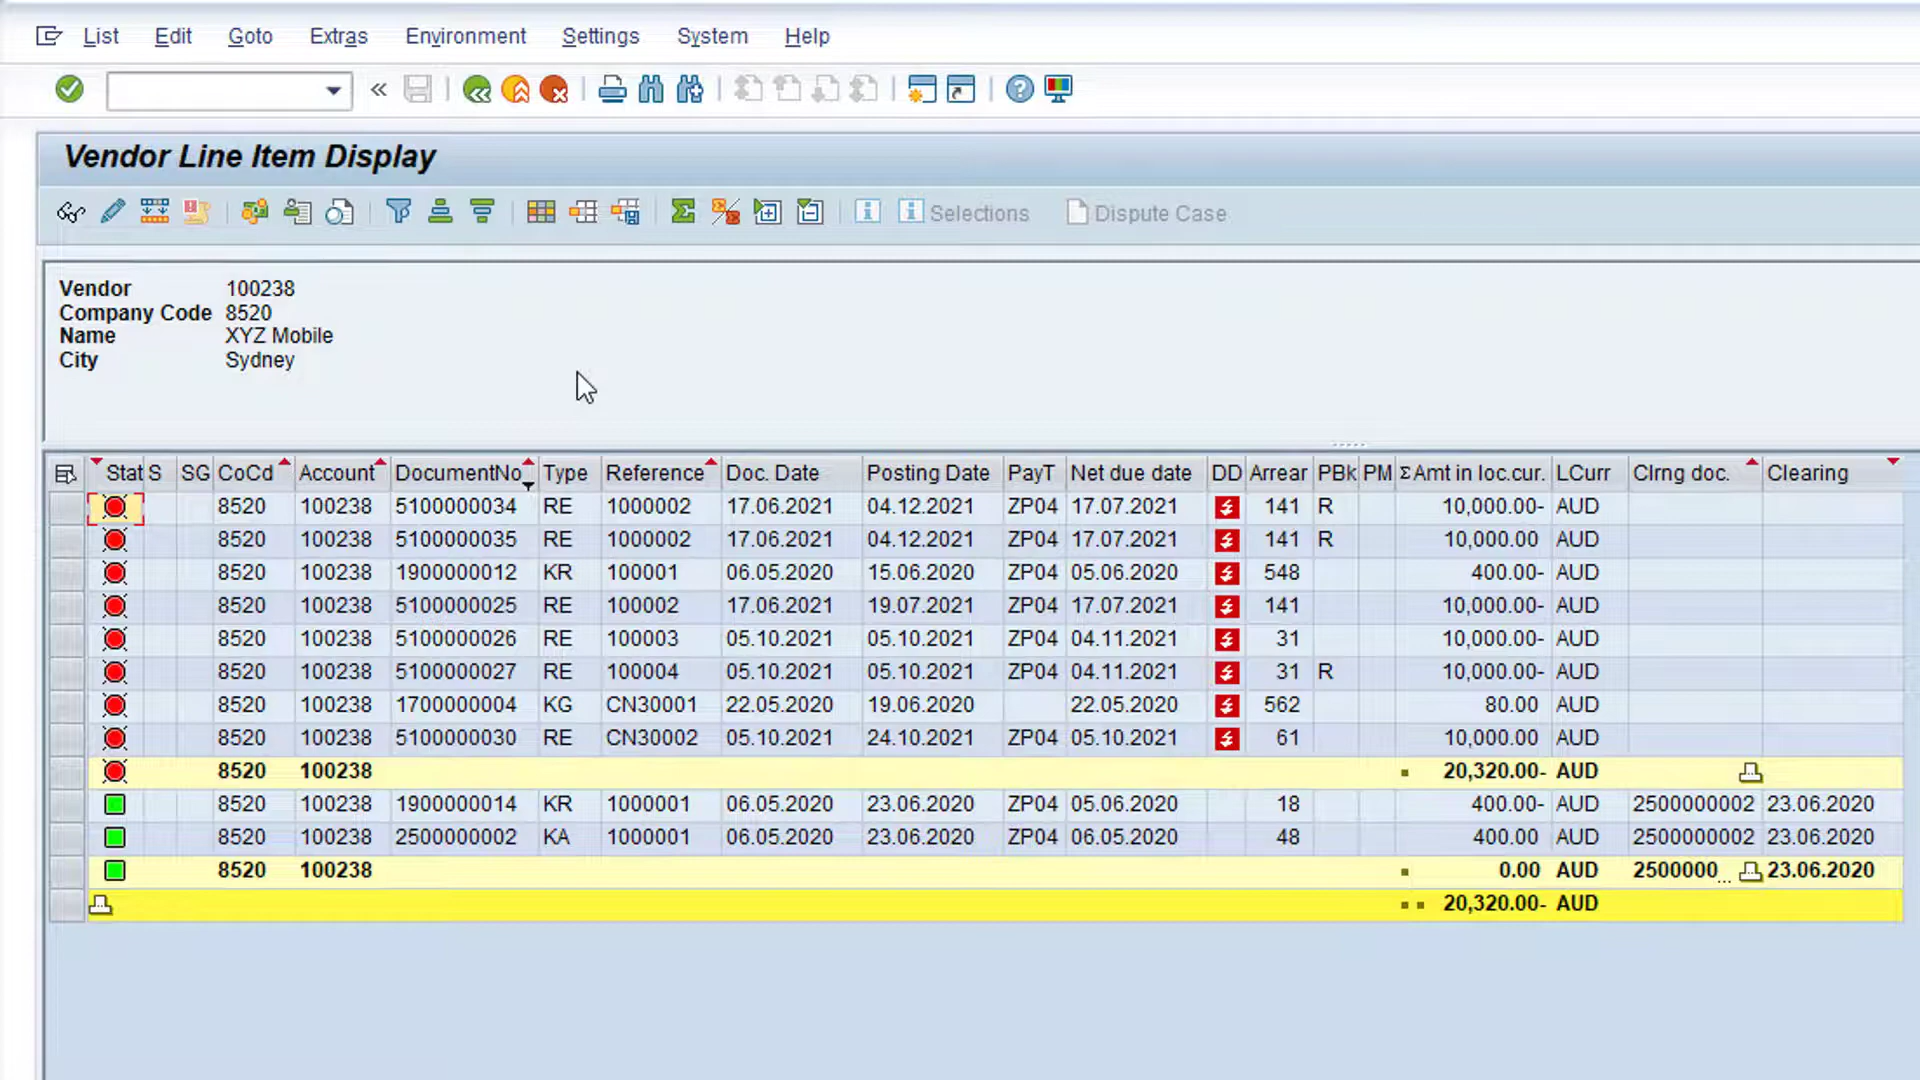 List Edit Goto Extras Environment Settings System Help
Vendor Line Item Display
Selections Dispute Case
Vendor 100238
Company Code 8520
Name XYZ Mobile
City Sydney
Stat S SG CoCd Account DocumentNo Type Reference Doc. Date Posting Date PayT Net due date DD Arrear PBk PM Σ Amt in loc.cur. LCurr Clrng doc. Clearing
8520 100238 5100000034 RE 1000002 17.06.2021 04.12.2021 ZP04 17.07.2021 141 R 10,000.00- AUD
8520 100238 5100000035 RE 1000002 17.06.2021 04.12.2021 ZP04 17.07.2021 141 R 10,000.00 AUD
8520 100238 1900000012 KR 100001 06.05.2020 15.06.2020 ZP04 05.06.2020 548 400.00- AUD
8520 100238 5100000025 RE 100002 17.06.2021 19.07.2021 ZP04 17.07.2021 141 10,000.00- AUD
8520 100238 5100000026 RE 100003 05.10.2021 05.10.2021 ZP04 04.11.2021 31 10,000.00- AUD
8520 100238 5100000027 RE 100004 05.10.2021 05.10.2021 ZP04 04.11.2021 31 R 10,000.00- AUD
8520 100238 1700000004 KG CN30001 22.05.2020 19.06.2020 22.05.2020 562 80.00 AUD
8520 100238 5100000030 RE CN30002 05.10.2021 24.10.2021 ZP04 05.10.2021 61 10,000.00 AUD
8520 100238 20,320.00- AUD
8520 100238 1900000014 KR 1000001 06.05.2020 23.06.2020 ZP04 05.06.2020 18 400.00- AUD 2500000002 23.06.2020
8520 100238 2500000002 KA 1000001 06.05.2020 23.06.2020 ZP04 06.05.2020 48 400.00 AUD 2500000002 23.06.2020
8520 100238 0.00 AUD 2500000... 23.06.2020
20,320.00- AUD